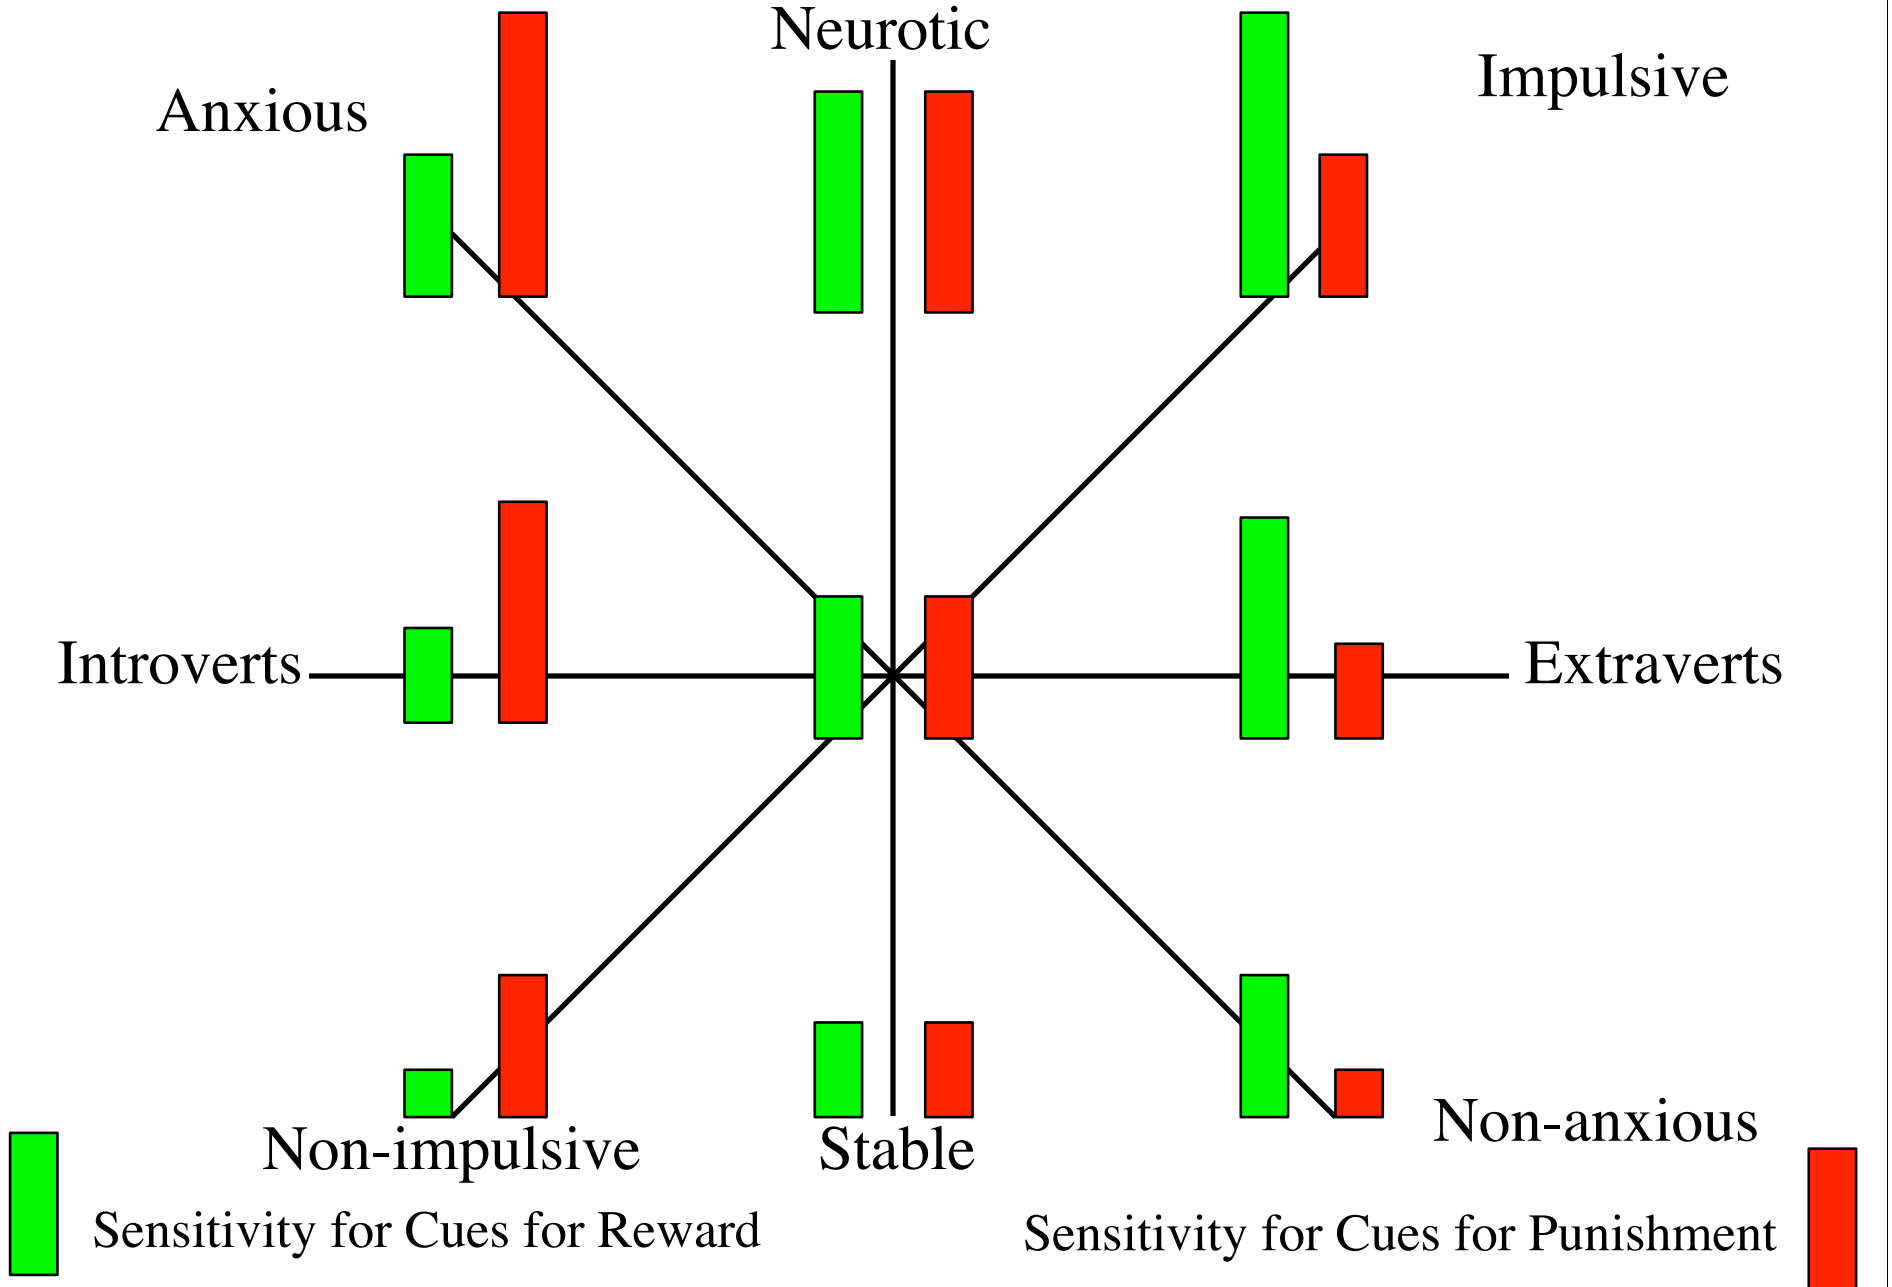 Neurotic
Impulsive
Anxious
Introverts
Extraverts
Non-anxious
Non-impulsive
Stable
Sensitivity for Cues for Reward
Sensitivity for Cues for Punishment